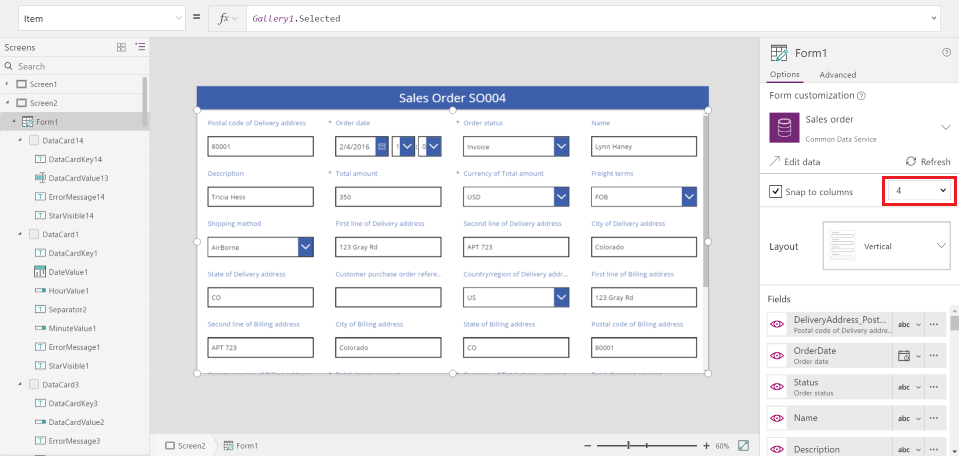 Item
=
fx
Gallery1.Selected
Screens
Search
Screen1
Screen2
Form1
DataCard14
DataCardKey14
DataCardValue13
ErrorMessage14
StarVisible14
DataCard1
DataCardKey1
DateValue1
HourValue1
Separator2
MinuteValue1
ErrorMessage1
StarVisible1
DataCard3
DataCardKey3
DataCardValue2
ErrorMessage3
Sales Order SO004
Postal code of Delivery address
* Order date
* Order status
Name
80001
2/4/2016
Invoice
Lynn Haney
Description
* Total amount
* Currency of Total amount
Freight terms
Tricia Hess
350
USD
FOB
Shipping method
First line of Delivery address
Second line of Delivery address
City of Delivery address
AirBorne
123 Gray Rd
APT 723
Colorado
State of Delivery address
Customer purchase order refere...
Country/region of Delivery addr...
First line of Billing address
CO
US
123 Gray Rd
Second line of Billing address
City of Billing address
State of Billing address
Postal code of Billing address
APT 723
Colorado
CO
80001
Screen2
Form1
60%
Form1
Options
Advanced
Form customization
Sales order
Common Data Service
Edit data
Refresh
Snap to columns
4
Layout
Vertical
Fields
DeliveryAddress_Post...
Postal code of Delivery addre...
abc
OrderDate
Order date
Status
Order status
abc
Name
abc
Description
abc